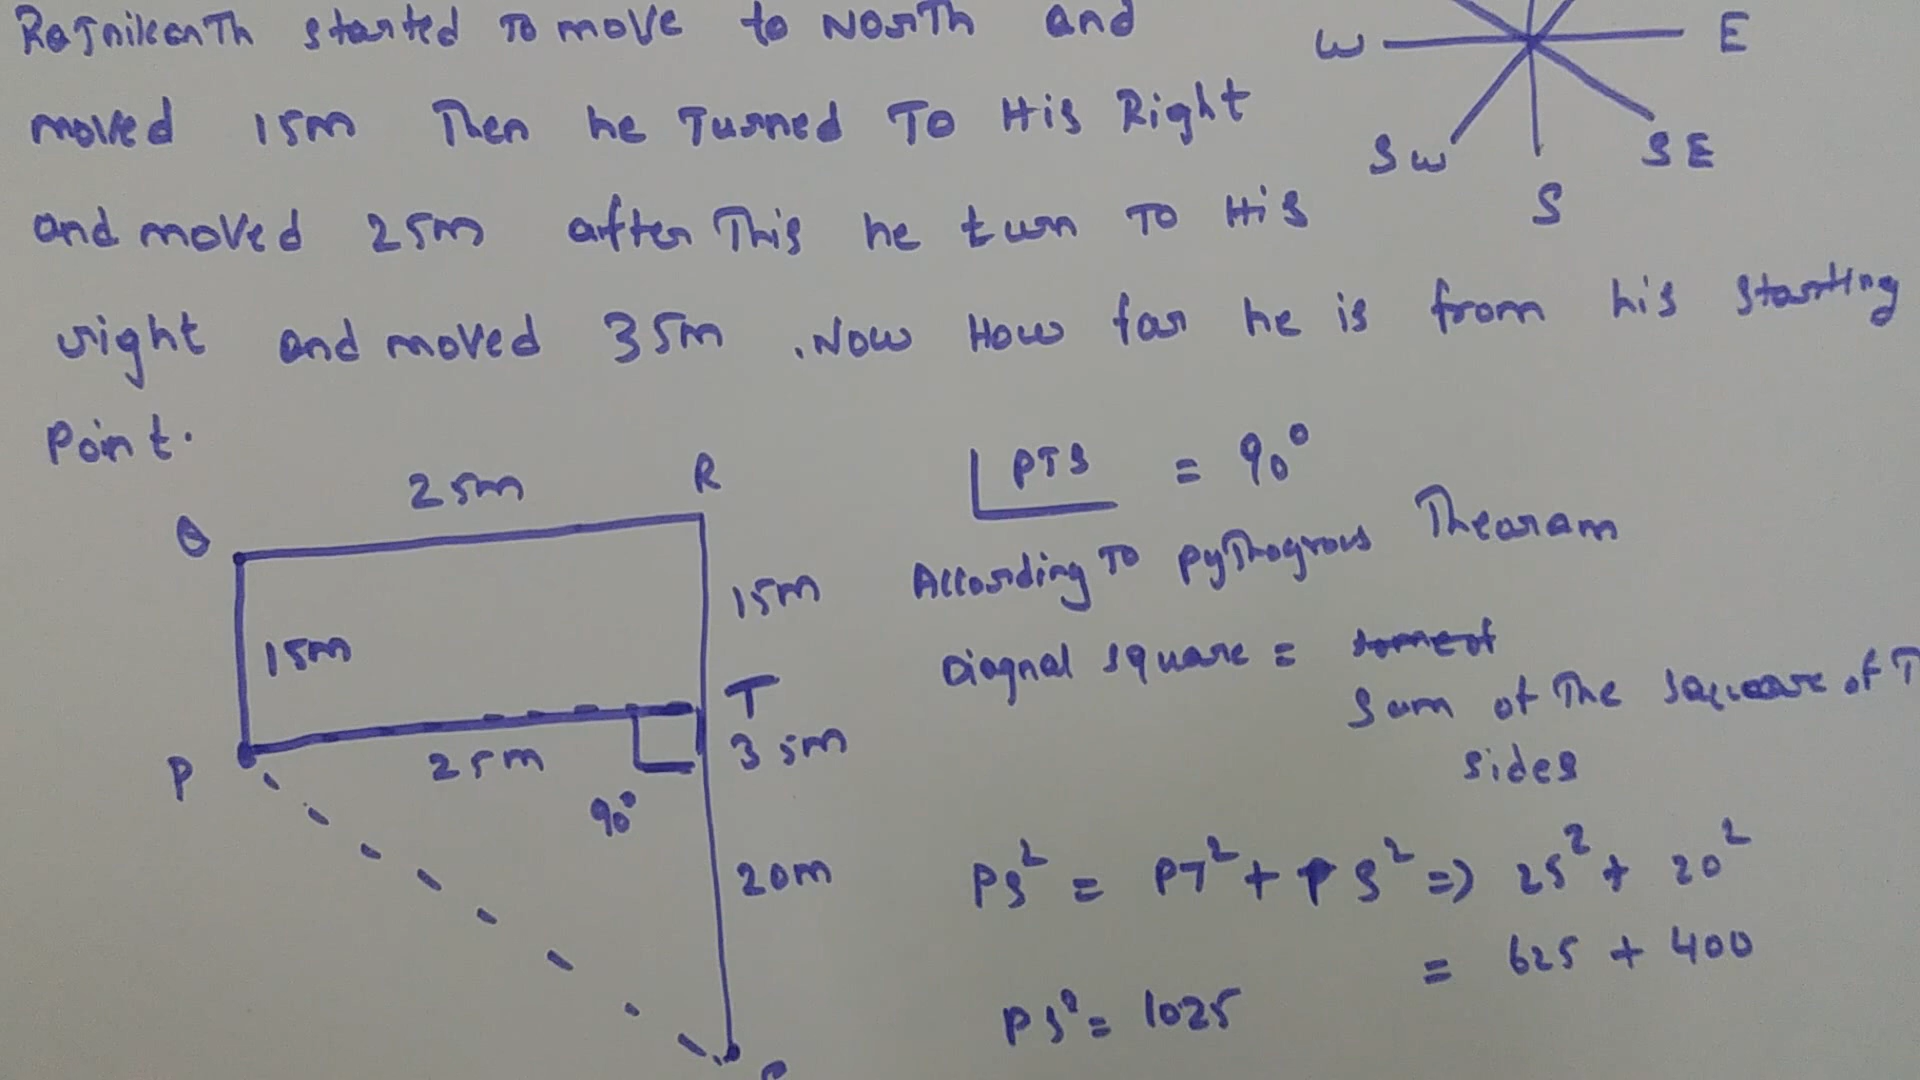 Rajnikanth started To move to North and
moved 15m Then he Turned To His Right
and moved 25m after This he turn To His
right and moved 35m . Now How far he is from his starting
Point.
W E
SW SE
S
Q 25m R
15m 15m
T
P 25m 35m
90°
20m
PTS = 90°
According To pythogrous Thearam
Diagnal square =
Sum of The square of T
sides
PS² = PT² + TS² => 25² + 20²
= 625 + 400
PS² = 1025